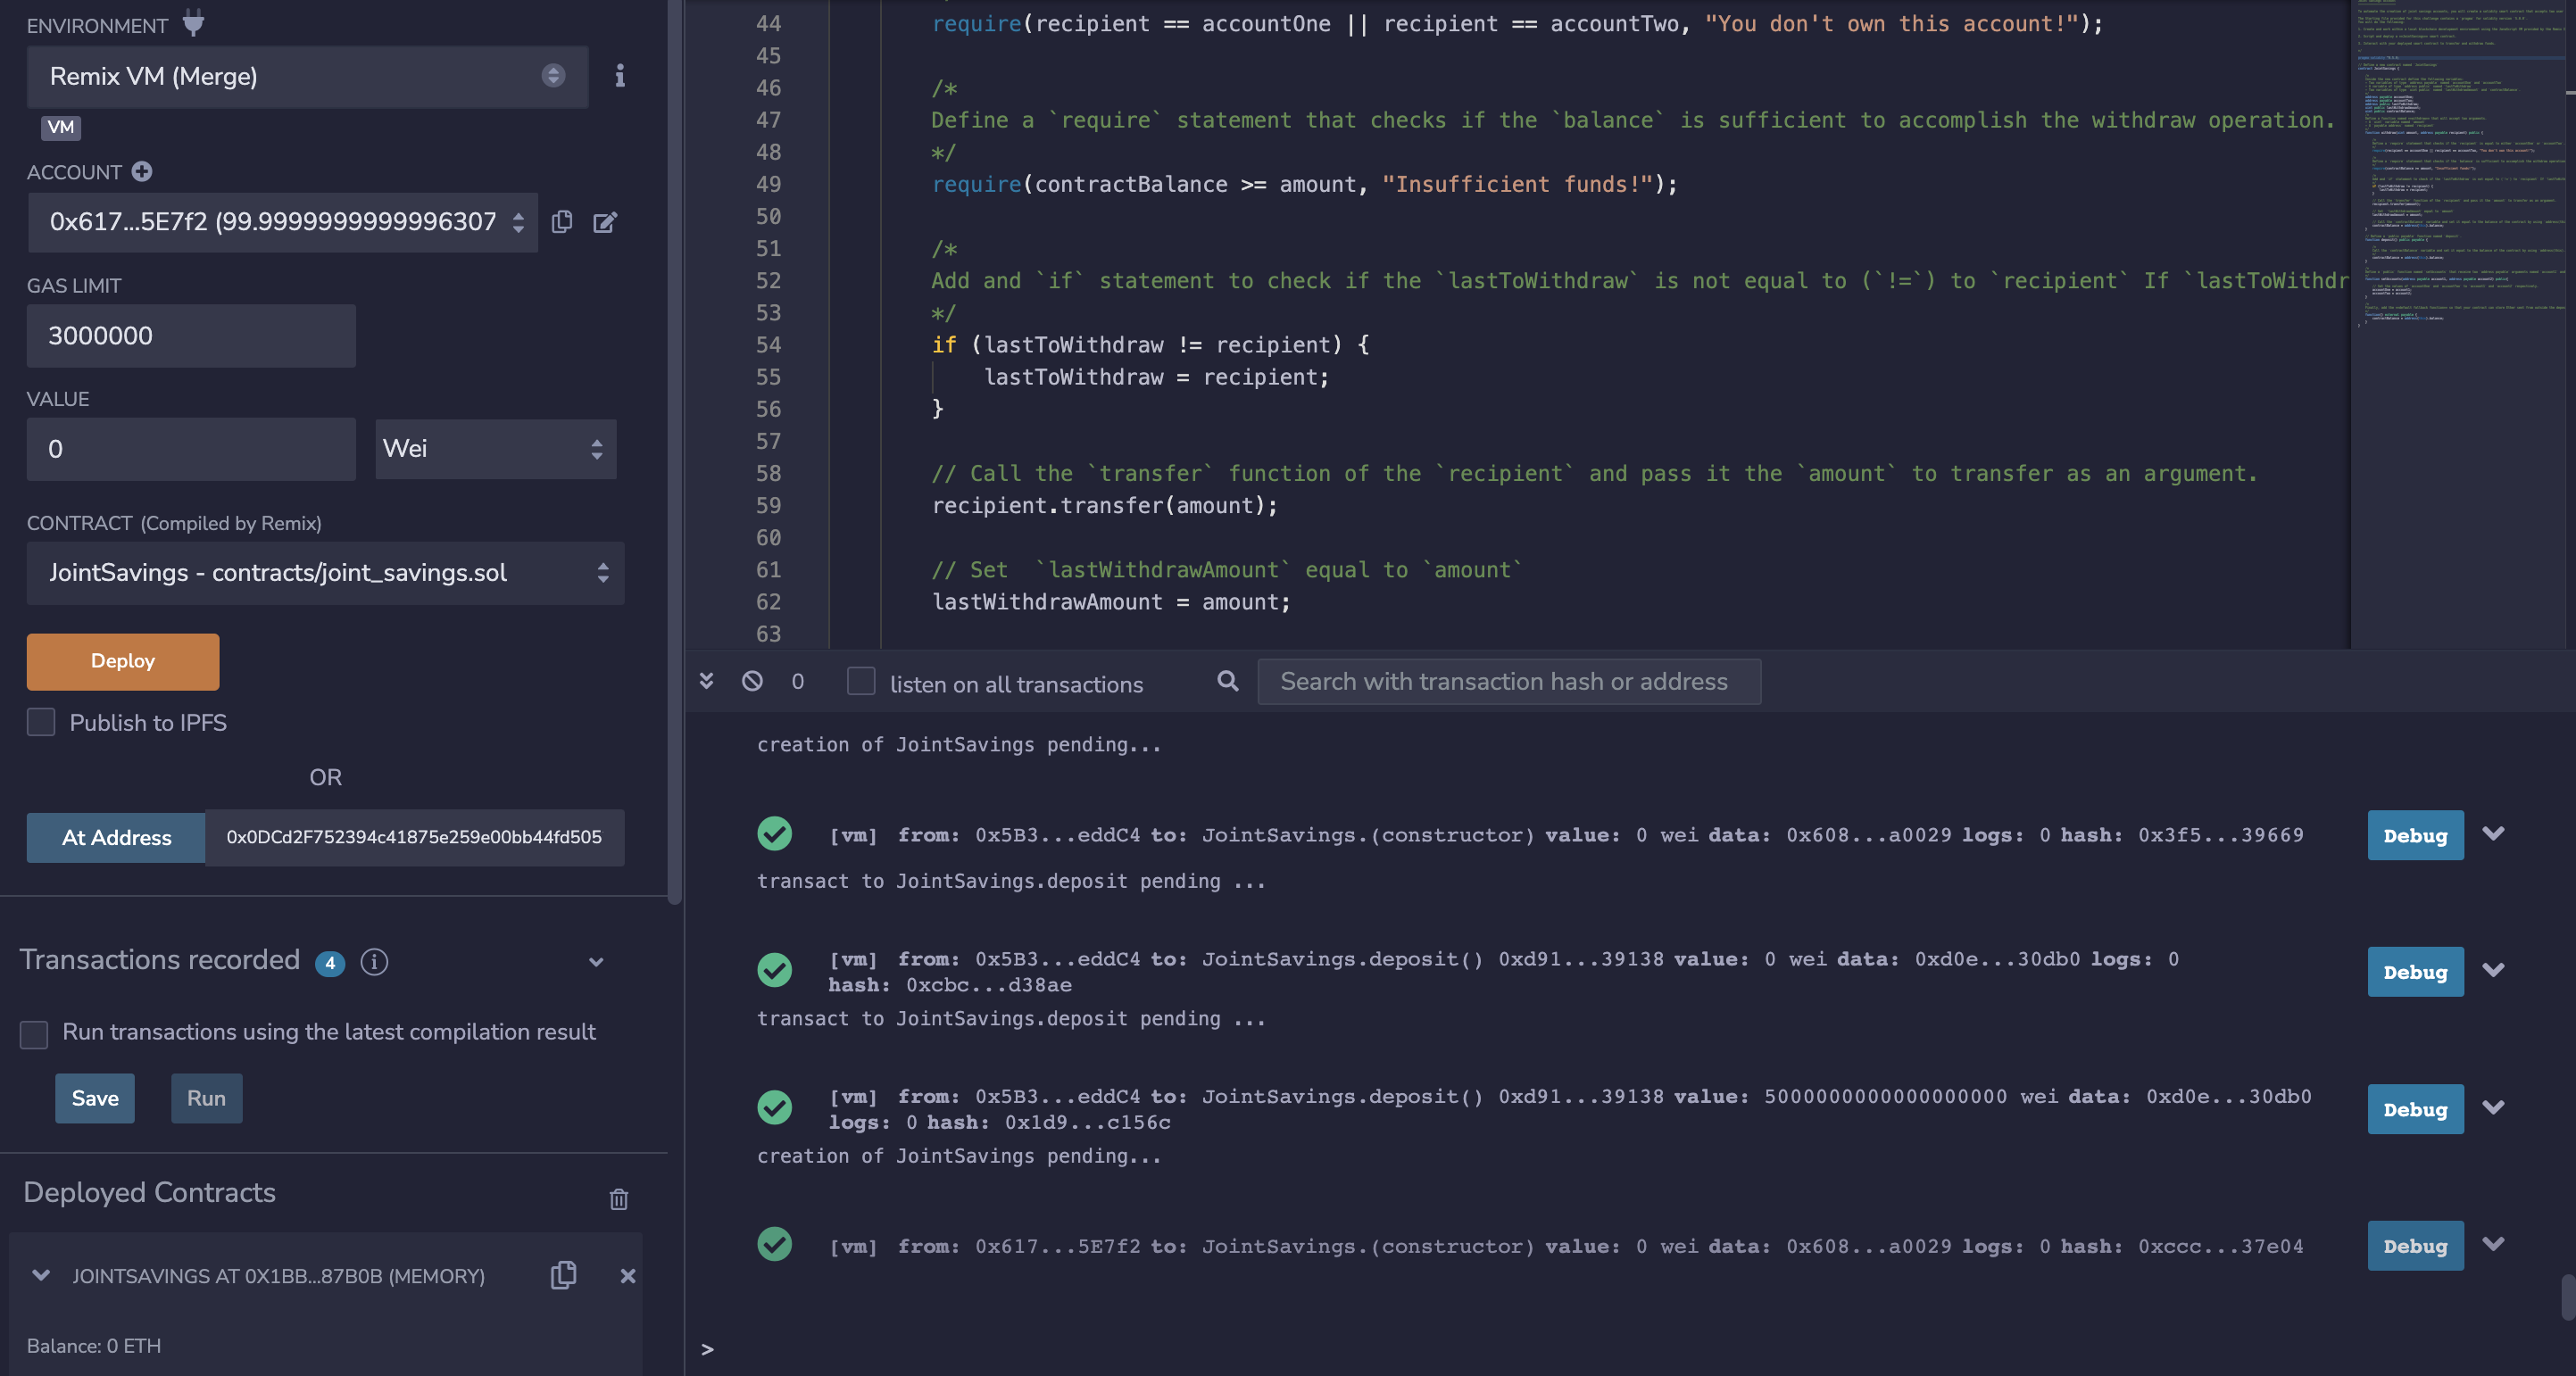 ENVIRONMENT
Remix VM (Merge)
VM
ACCOUNT
0x617...5E7f2 (99.9999999999996307
GAS LIMIT
3000000
VALUE
0
Wei
CONTRACT (Compiled by Remix)
JointSavings - contracts/joint_savings.sol
Deploy
Publish to IPFS
OR
At Address
0x0DCd2F752394c41875e259e00bb44fd505
Transactions recorded 4
Run transactions using the latest compilation result
Save
Run
Deployed Contracts
JOINTSAVINGS AT 0X1BB...87B0B (MEMORY)
Balance: 0 ETH
44 require(recipient == accountOne || recipient == accountTwo, "You don't own this account!");
45
46 /*
47 Define a `require` statement that checks if the `balance` is sufficient to accomplish the withdraw operation.
48 */
49 require(contractBalance >= amount, "Insufficient funds!");
50
51 /*
52 Add and `if` statement to check if the `lastToWithdraw` is not equal to (`!=`) to `recipient` If `lastToWithdr
53 */
54 if (lastToWithdraw != recipient) {
55 lastToWithdraw = recipient;
56 }
57
58 // Call the `transfer` function of the `recipient` and pass it the `amount` to transfer as an argument.
59 recipient.transfer(amount);
60
61 // Set  `lastWithdrawAmount` equal to `amount`
62 lastWithdrawAmount = amount;
63
0
listen on all transactions
Search with transaction hash or address
creation of JointSavings pending...
[vm] from: 0x5B3...eddC4 to: JointSavings.(constructor) value: 0 wei data: 0x608...a0029 logs: 0 hash: 0x3f5...39669
Debug
transact to JointSavings.deposit pending ...
[vm] from: 0x5B3...eddC4 to: JointSavings.deposit() 0xd91...39138 value: 0 wei data: 0xd0e...30db0 logs: 0
hash: 0xcbc...d38ae
Debug
transact to JointSavings.deposit pending ...
[vm] from: 0x5B3...eddC4 to: JointSavings.deposit() 0xd91...39138 value: 5000000000000000000 wei data: 0xd0e...30db0
logs: 0 hash: 0x1d9...c156c
Debug
creation of JointSavings pending...
[vm] from: 0x617...5E7f2 to: JointSavings.(constructor) value: 0 wei data: 0x608...a0029 logs: 0 hash: 0xccc...37e04
Debug
>